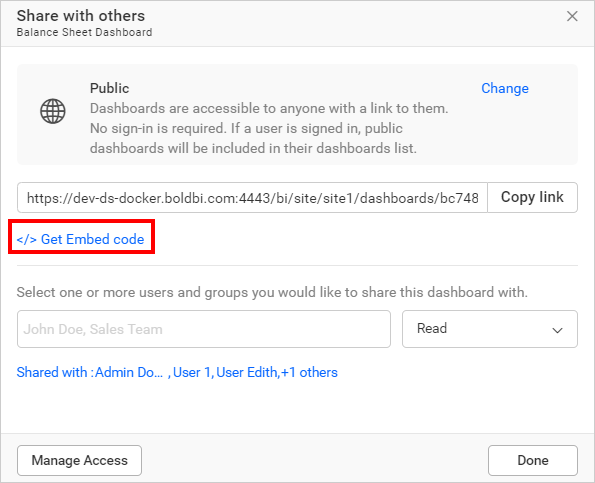 Share with others
Balance Sheet Dashboard
Public
Change
Dashboards are accessible to anyone with a link to them.
No sign-in is required. If a user is signed in, public
dashboards will be included in their dashboards list.
https://dev-ds-docker.boldbi.com:4443/bi/site/site1/dashboards/bc748
Copy link
</> Get Embed code
Select one or more users and groups you would like to share this dashboard with.
John Doe, Sales Team
Read
Shared with :Admin Do... , User 1, User Edith,+1 others
Manage Access
Done